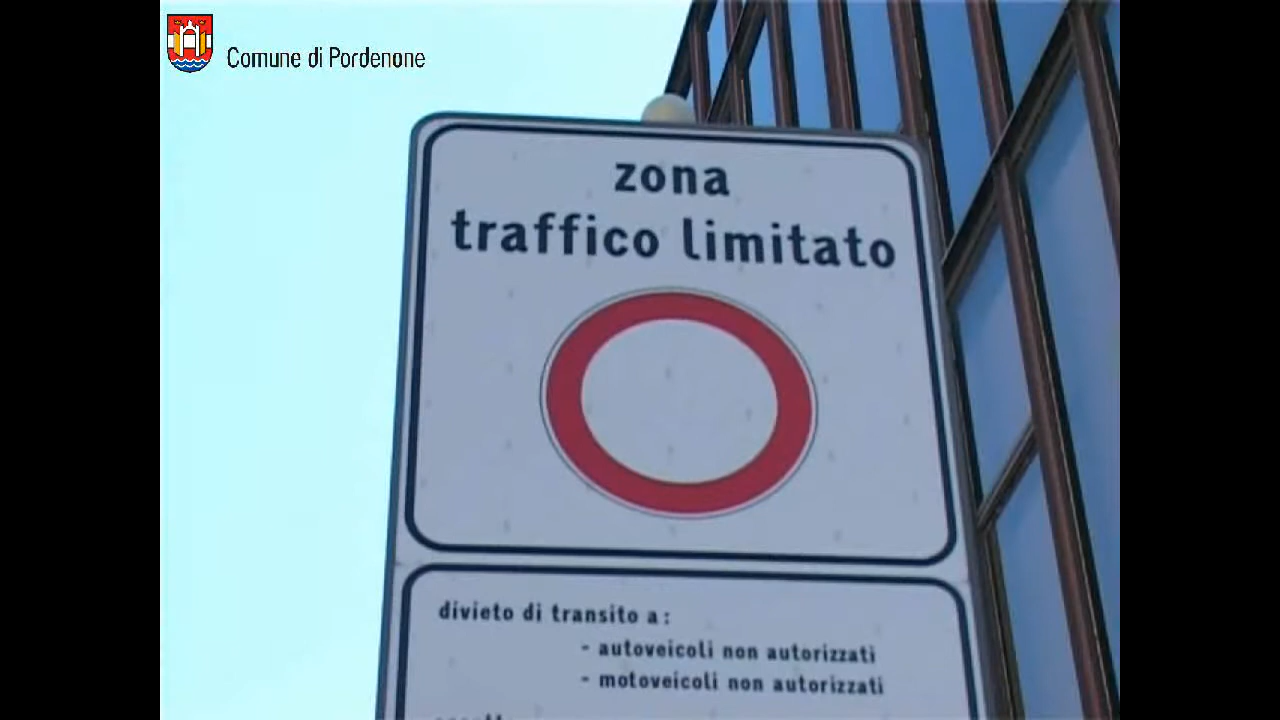 Comune di Pordenone
zona
traffico limitato
divieto di transito a:
- autoveicoli non autorizzati
- motoveicoli non autorizzati